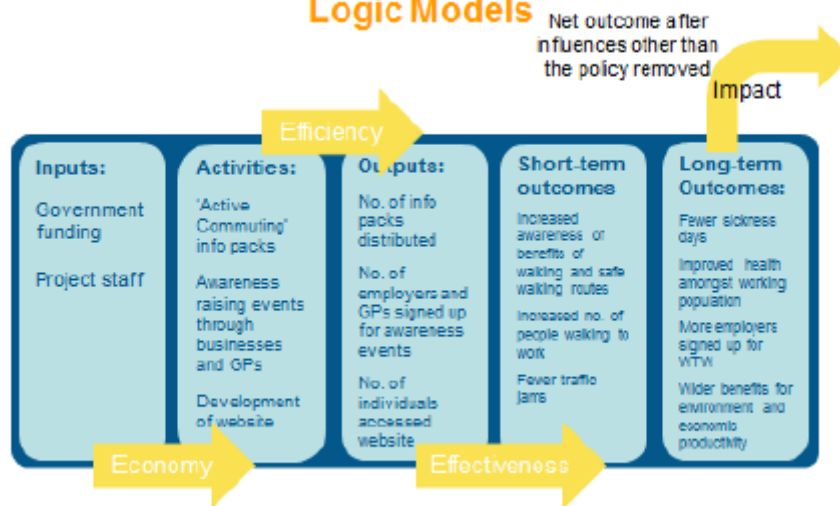 Logic Models
Net outcome after
influences other than
the policy removed
Impact
Efficiency
Inputs:
Government
funding
Project staff
Activities:
'Active
Commuting'
info packs
Awareness
raising events
through
businesses
and GPs
Development
of website
Outputs:
No. of info
packs
distributed
No. of
employers and
GPs signed up
for awareness
events
No. of
individuals
accessed
website
Short-term
outcomes
Increased
awareness of
benefits of
walking and safe
walking routes
Increased no. of
people walking to
work
Fewer traffic
jams
Long-term
Outcomes:
Fewer sickness
days
Improved health
amongst working
population
More employers
signed up for
WTW
Wider benefits for
environment and
economic
productivity
Economy
Effectiveness